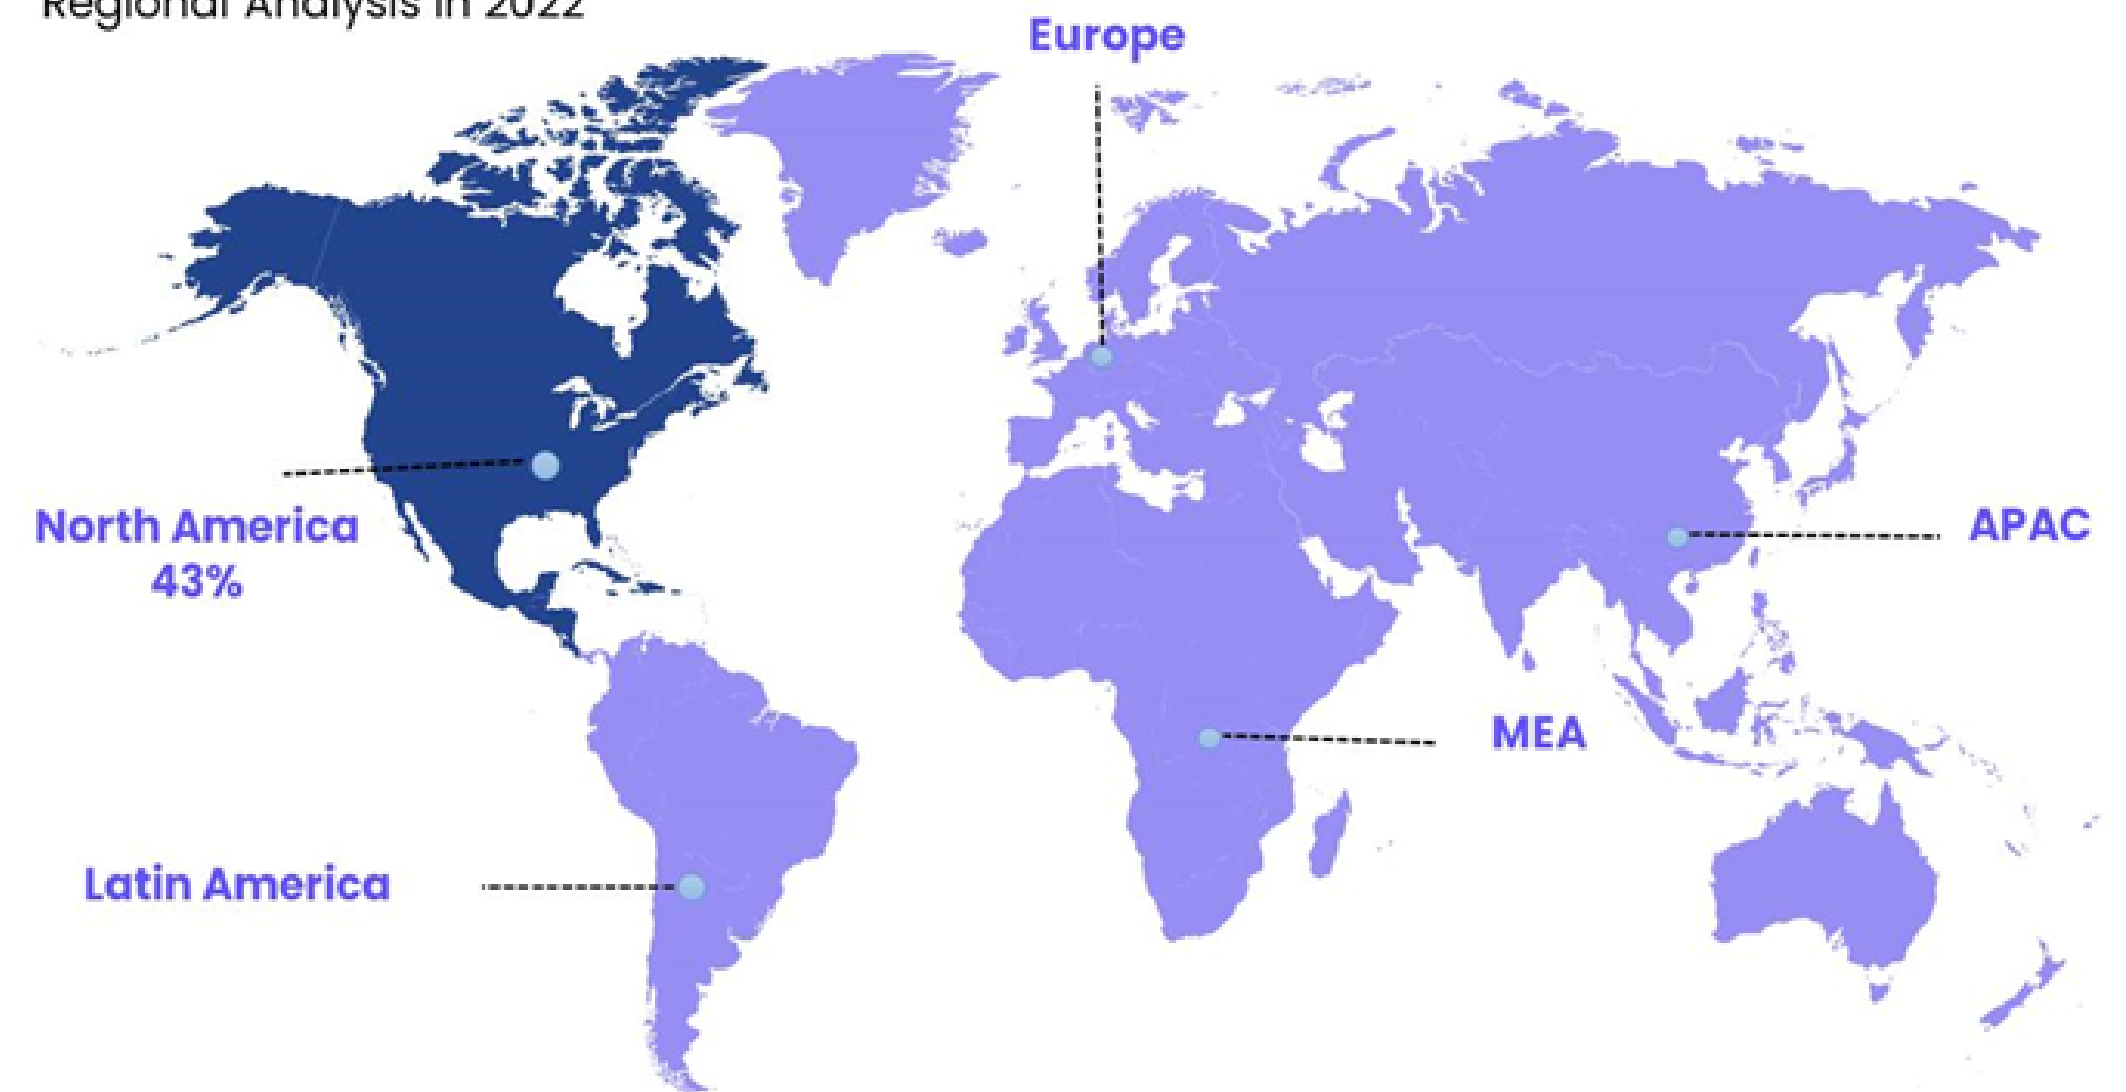 Regional Analysis in 2022
Europe
North America
43%
APAC
MEA
Latin America